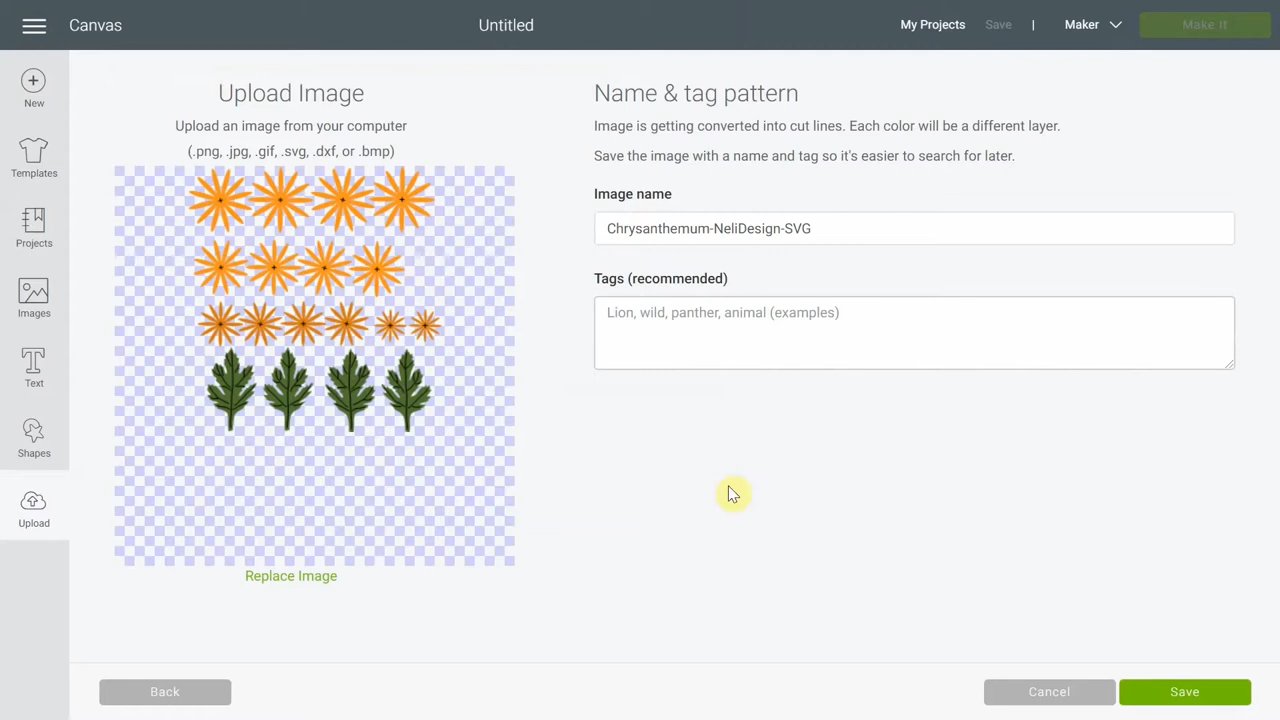 Canvas
Untitled
My Projects
Save
|
Maker
Make It
New
Templates
Projects
Images
Text
Shapes
Upload
Upload Image
Upload an image from your computer
(.png, .jpg, .gif, .svg, .dxf, or .bmp)
Replace Image
Name & tag pattern
Image is getting converted into cut lines. Each color will be a different layer.
Save the image with a name and tag so it's easier to search for later.
Image name
Chrysanthemum-NeliDesign-SVG
Tags (recommended)
Lion, wild, panther, animal (examples)
Back
Cancel
Save